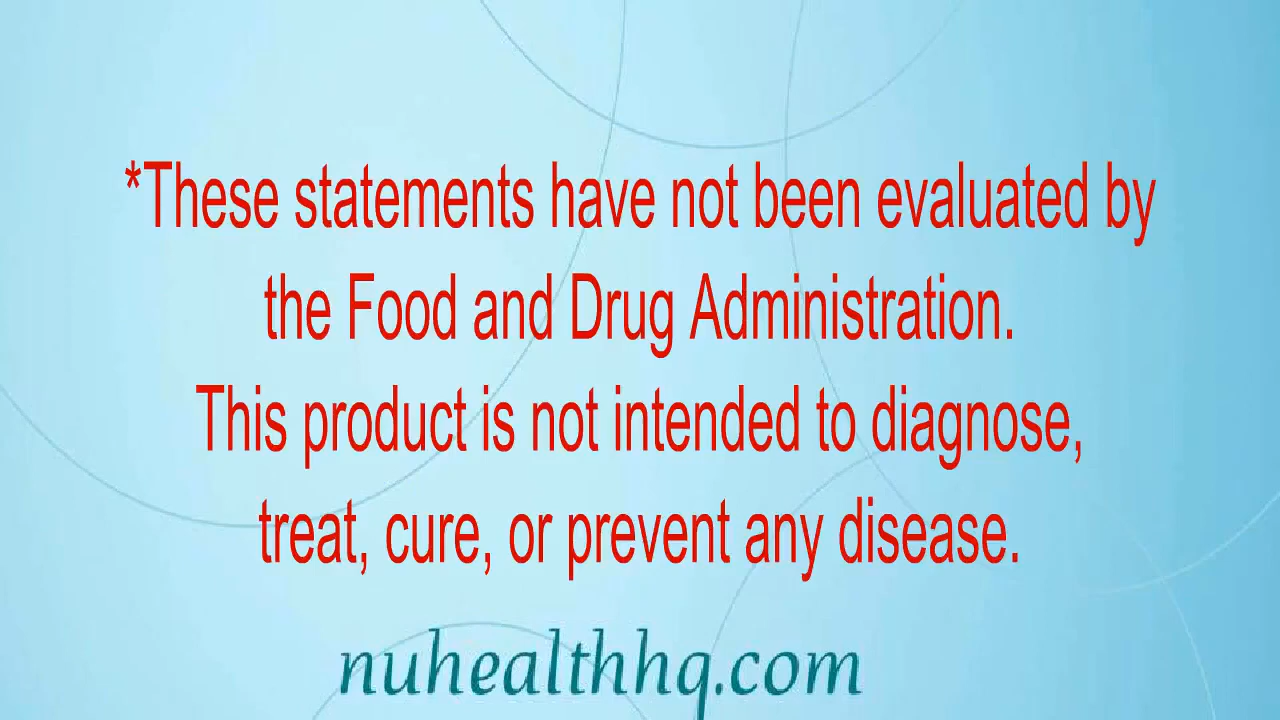 *These statements have not been evaluated by
the Food and Drug Administration.
This product is not intended to diagnose,
treat, cure, or prevent any disease.
nuhealthhq.com